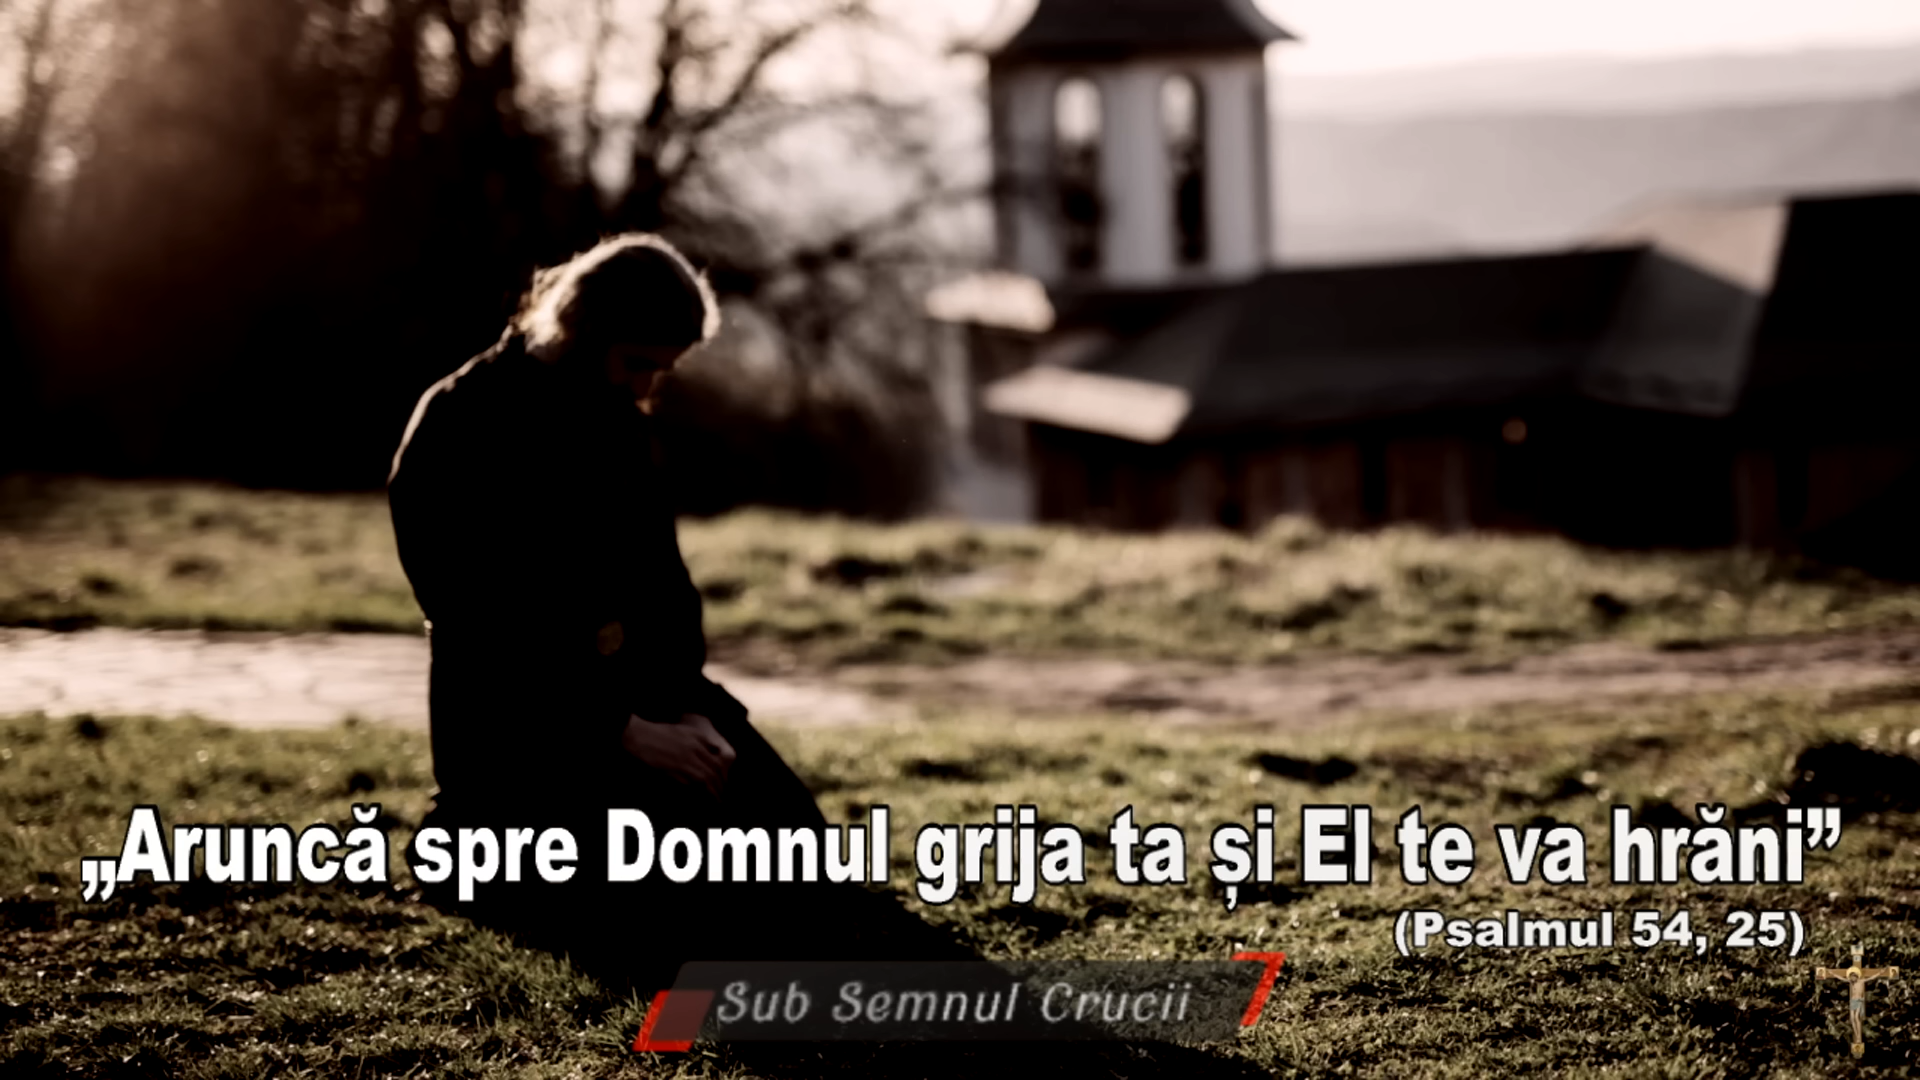 „Aruncă spre Domnul grija ta și El te va hrăni”
(Psalmul 54, 25)
Sub Semnul Crucii